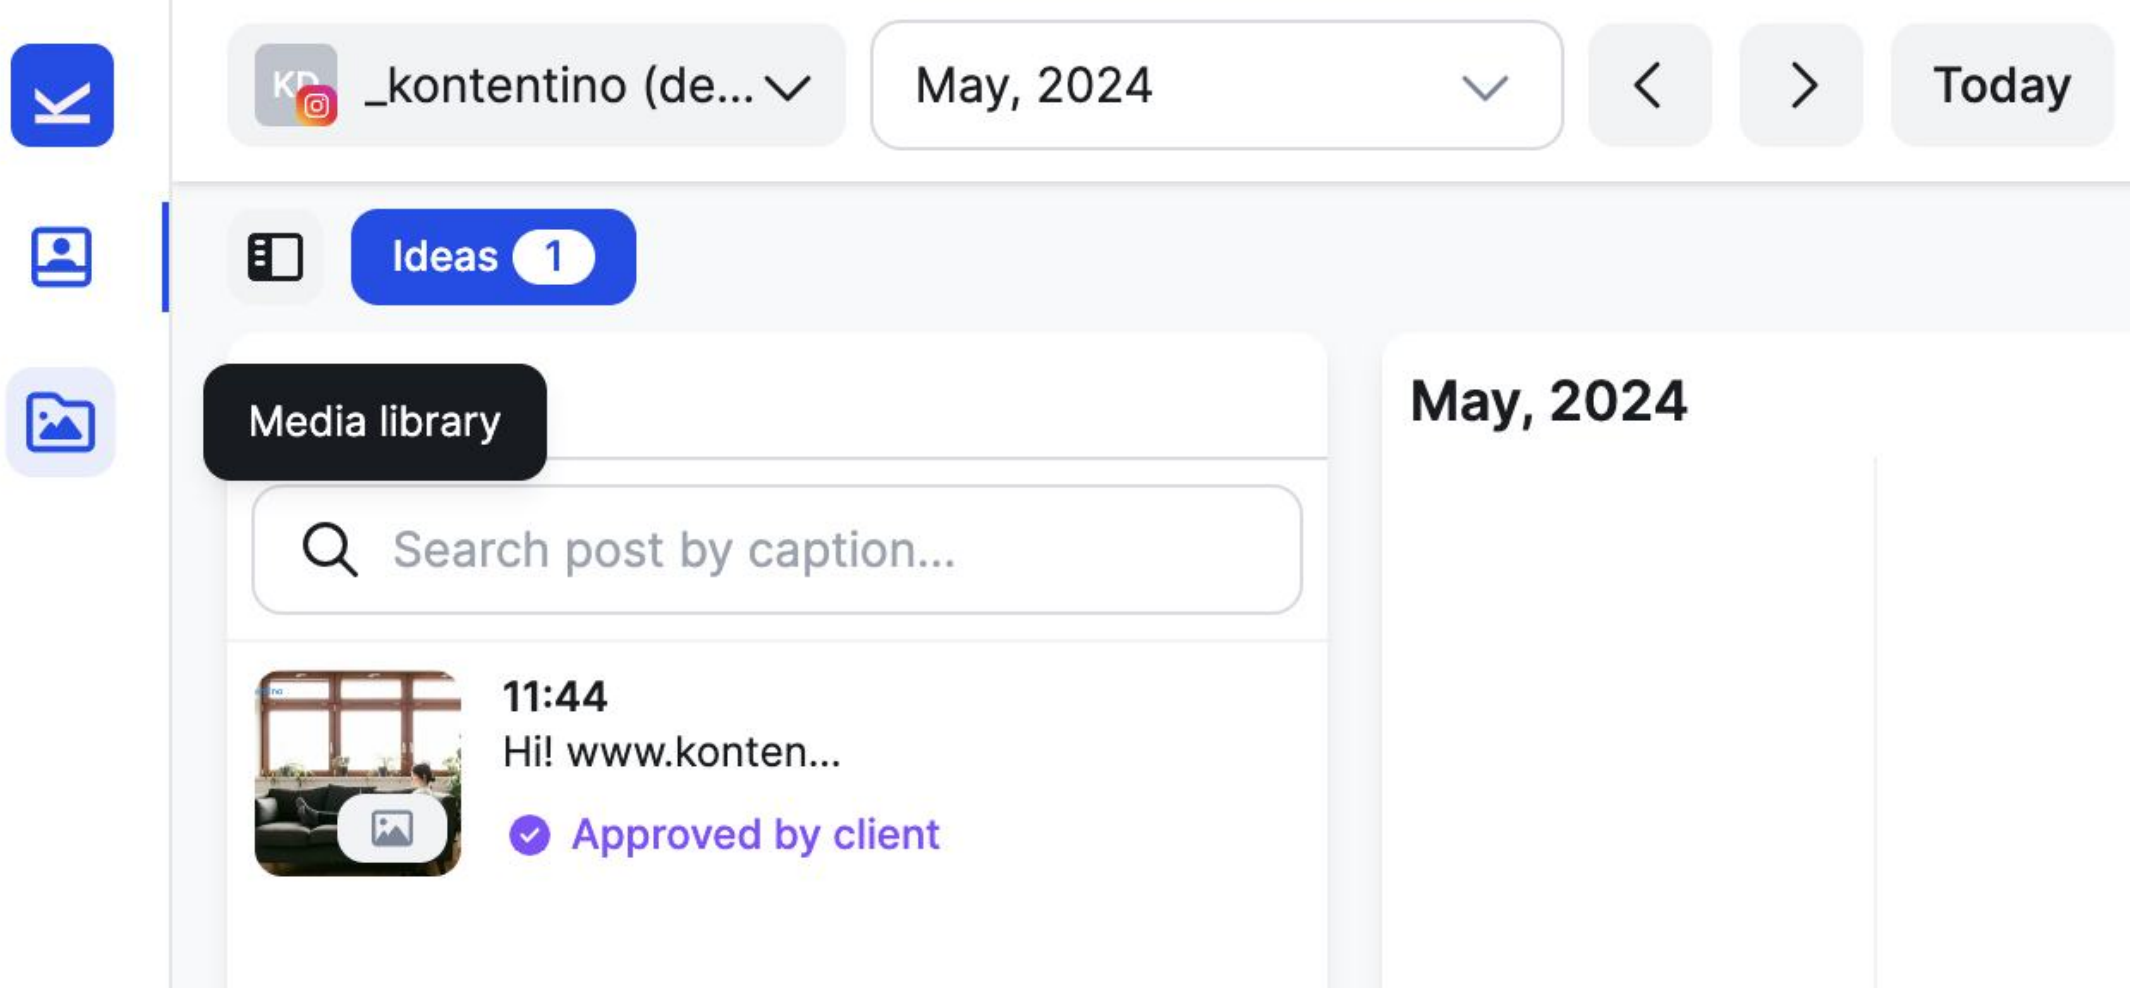 _kontentino (de...
May, 2024
Today
Ideas 1
Media library
May, 2024
Search post by caption...
11:44
Hi! www.konten...
Approved by client